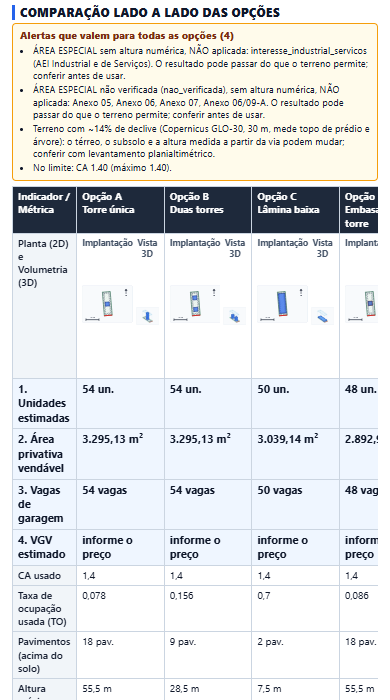 COMPARAÇÃO LADO A LADO DAS OPÇÕES
Alertas que valem para todas as opções (4)
• ÁREA ESPECIAL sem altura numérica, NÃO aplicada: interesse_industrial_servicos
(AEI Industrial e de Serviços). O resultado pode passar do que o terreno permite;
conferir antes de usar.
• ÁREA ESPECIAL não verificada (nao_verificada), sem altura numérica, NÃO
aplicada: Anexo 05, Anexo 06, Anexo 07, Anexo 06/09-A. O resultado pode
passar do que o terreno permite; conferir antes de usar.
• Terreno com ~14% de declive (Copernicus GLO-30, 30 m, mede topo de prédio e
árvore): o térreo, o subsolo e a altura medida a partir da via podem mudar;
conferir com levantamento planialtimétrico.
• No limite: CA 1.40 (máximo 1.40).
Indicador / Opção A Opção B Opção C Opção
Métrica Torre única Duas torres Lâmina baixa Embasa
torre
Planta (2D) Implantação Vista Implantação Vista Implantação Vista Implant
e 3D 3D 3D
Volumetria
(3D)
1. 54 un. 54 un. 50 un. 48 un.
Unidades
estimadas
2. Área 3.295,13 m² 3.295,13 m² 3.039,14 m² 2.892,
privativa
vendável
3. Vagas 54 vagas 54 vagas 50 vagas 48 vag
de
garagem
4. VGV informe o informe o informe o inform
estimado preço preço preço preço
CA usado 1,4 1,4 1,4 1,4
Taxa de 0,078 0,156 0,7 0,086
ocupação
usada (TO)
Pavimentos 18 pav. 9 pav. 2 pav. 18 pav.
(acima do
solo)
Altura 55,5 m 28,5 m 7,5 m 55,5 m